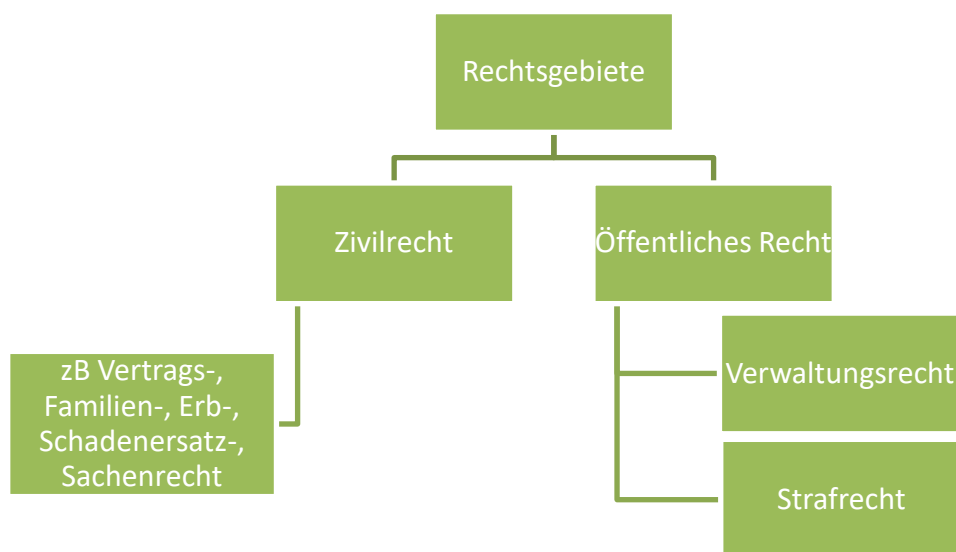 Rechtsgebiete
Zivilrecht
Öffentliches Recht
zB Vertrags-,
Familien-, Erb-,
Schadenersatz-,
Sachenrecht
Verwaltungsrecht
Strafrecht